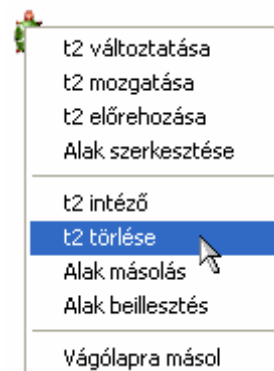 t2 változtatása
t2 mozgatása
t2 előrehozása
Alak szerkesztése
t2 intéző
t2 törlése
Alak másolás
Alak beillesztés
Vágólapra másol